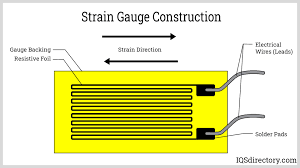 Strain Gauge Construction
Gauge Backing
Resistive Foil
Strain Direction
Electrical
Wires (Leads)
Solder Pads
IQSdirectory.com